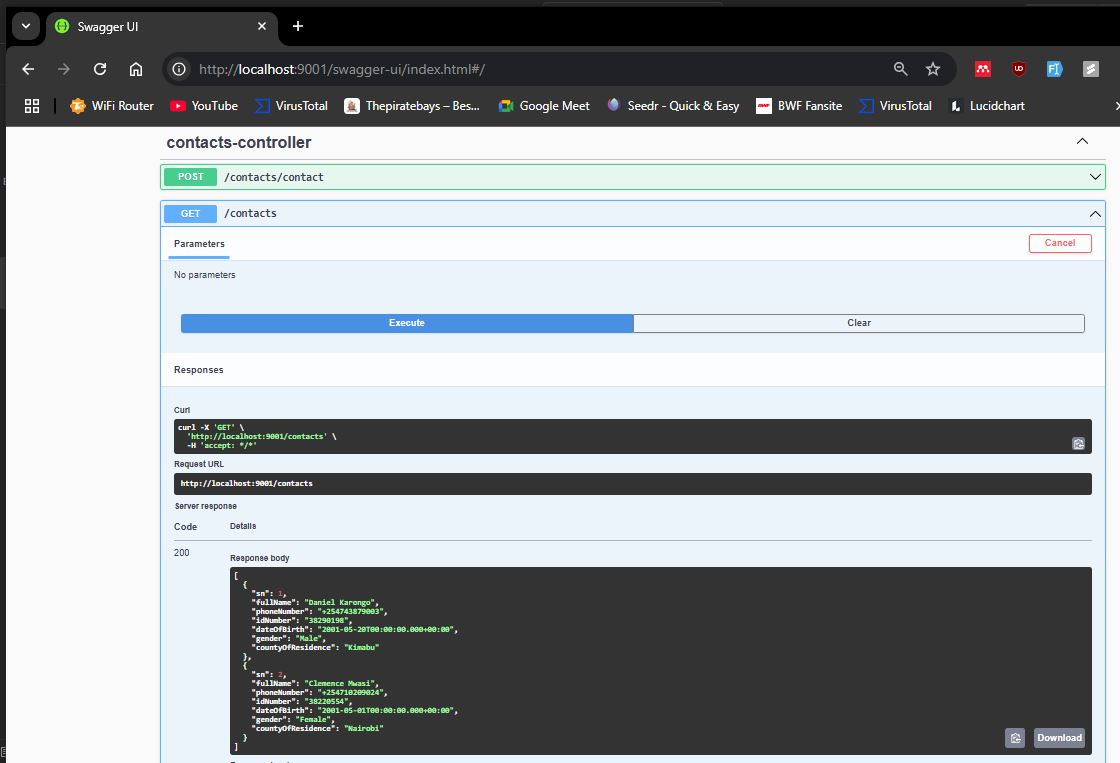 Swagger UI
http://localhost:9001/swagger-ui/index.html#/
WiFi Router
YouTube
VirusTotal
Thepiratebays – Bes...
Google Meet
Seedr - Quick & Easy
BWF Fansite
VirusTotal
Lucidchart
contacts-controller
POST /contacts/contact
GET /contacts
Parameters
Cancel
No parameters
Execute
Clear
Responses
Curl
curl -X 'GET' \
'http://localhost:9001/contacts' \
-H 'accept: */*'
Request URL
http://localhost:9001/contacts
Server response
Code Details
200
Response body
[
{
"sn": 1,
"fullName": "Daniel Karongo",
"phoneNumber": "+254743879003",
"idNumber": "38290198",
"dateOfBirth": "2001-05-20T00:00:00.000+00:00",
"gender": "Male",
"countyOfResidence": "Kimabu"
},
{
"sn": 2,
"fullName": "Clemence Mwasi",
"phoneNumber": "+254710209024",
"idNumber": "38220554",
"dateOfBirth": "2001-05-01T00:00:00.000+00:00",
"gender": "Female",
"countyOfResidence": "Nairobi"
}
]
Download